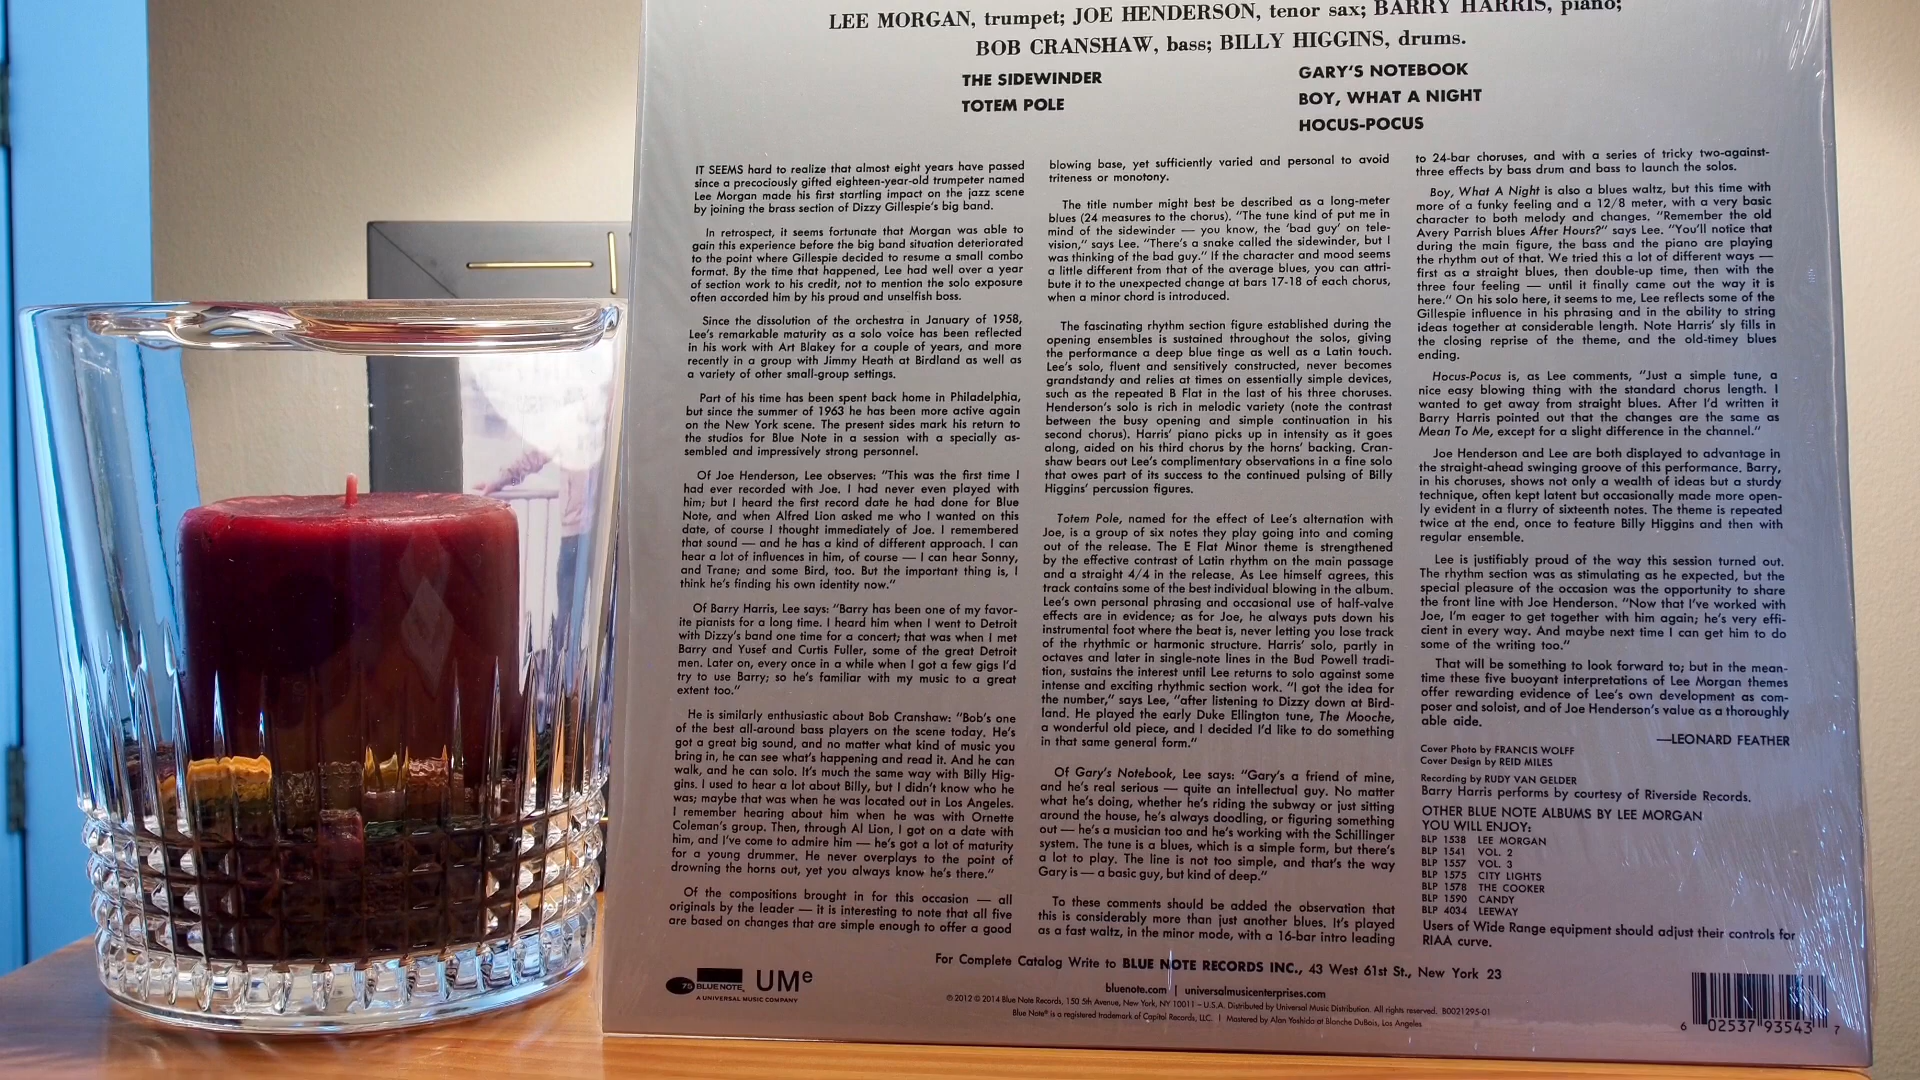 LEE MORGAN, trumpet; JOE HENDERSON, tenor sax; BARRY HARRIS, piano;
BOB CRANSHAW, bass; BILLY HIGGINS, drums.
THE SIDEWINDER
TOTEM POLE
GARY'S NOTEBOOK
BOY, WHAT A NIGHT
HOCUS-POCUS
IT SEEMS hard to realize that almost eight years have passed
since a precociously gifted eighteen-year-old trumpeter named
Lee Morgan made his first startling impact on the jazz scene
by joining the brass section of Dizzy Gillespie's big band.
In retrospect, it seems fortunate that Morgan was able to
gain this experience before the big band situation deteriorated
to the point where Gillespie decided to resume a small combo
format. By the time that happened, Lee had well over a year
of section work to his credit, not to mention the solo exposure
often accorded him by his proud and unselfish boss.
Since the dissolution of the orchestra in January of 1958,
Lee's remarkable maturity as a solo voice has been reflected
in his work with Art Blakey for a couple of years, and more
recently in a group with Jimmy Heath at Birdland as well as
a variety of other small-group settings.
Part of his time has been spent back home in Philadelphia,
but since the summer of 1963 he has been more active again
on the New York scene. The present sides mark his return to
the studios for Blue Note in a session with a specially as-
sembled and impressively strong personnel.
Of Joe Henderson, Lee observes: "This was the first time I
had ever recorded with Joe. I had never even played with
him; but I heard the first record date he had done for Blue
Note, and when Alfred Lion asked me who I wanted on this
date, of course I thought immediately of Joe. I remembered
that sound — and he has a kind of different approach. I can
hear a lot of influences in him, of course — I can hear Sonny,
and Trane; and some Bird, too. But the important thing is, I
think he's finding his own identity now."
Of Barry Harris, Lee says: "Barry has been one of my favor-
ite pianists for a long time. I heard him when I went to Detroit
with Dizzy's band one time for a concert; that was when I met
Barry and Yusef and Curtis Fuller, some of the great Detroit
men. Later on, every once in a while when I got a few gigs I'd
try to use Barry; so he's familiar with my music to a great
extent too."
He is similarly enthusiastic about Bob Cranshaw: "Bob's one
of the best all-around bass players on the scene today. He's
got a great big sound, and no matter what kind of music you
bring in, he can see what's happening and read it. And he can
walk, and he can solo. It's much the same way with Billy Hig-
gins. I used to hear a lot about Billy, but I didn't know who he
was; maybe that was when he was located out in Los Angeles.
I remember hearing about him when he was with Ornette
Coleman's group. Then, through Al Lion, I got on a date with
him, and I've come to admire him — he's got a lot of maturity
for a young drummer. He never overplays to the point of
drowning the horns out, yet you always know he's there."
Of the compositions brought in for this occasion — all
originals by the leader — it is interesting to note that all five
are based on changes that are simple enough to offer a good
blowing base, yet sufficiently varied and personal to avoid
triteness or monotony.
The title number might best be described as a long-meter
blues (24 measures to the chorus). "The tune kind of put me in
mind of the sidewinder — you know, the 'bad guy' on tele-
vision," says Lee. "There's a snake called the sidewinder, but I
was thinking of the bad guy." If the character and mood seems
a little different from that of the average blues, you can attri-
bute it to the unexpected change at bars 17-18 of each chorus,
when a minor chord is introduced.
The fascinating rhythm section figure established during the
opening ensembles is sustained throughout the solos, giving
the performance a deep blue tinge as well as a Latin touch.
Lee's solo, fluent and sensitively constructed, never becomes
grandstandy and relies at times on essentially simple devices,
such as the repeated B Flat in the last of his three choruses.
Henderson's solo is rich in melodic variety (note the contrast
between the busy opening and simple continuation in his
second chorus). Harris' piano picks up in intensity as it goes
along, aided on his third chorus by the horns' backing. Cran-
shaw bears out Lee's complimentary observations in a fine solo
that owes part of its success to the continued pulsing of Billy
Higgins' percussion figures.
Totem Pole, named for the effect of Lee's alternation with
Joe, is a group of six notes they play going into and coming
out of the release. The E Flat Minor theme is strengthened
by the effective contrast of Latin rhythm on the main passage
and a straight 4/4 in the release. As Lee himself agrees, this
track contains some of the best individual blowing in the album.
Lee's own personal phrasing and occasional use of half-valve
effects are in evidence; as for Joe, he always puts down his
instrumental foot where the beat is, never letting you lose track
of the rhythmic or harmonic structure. Harris' solo, partly in
octaves and later in single-note lines in the Bud Powell tradi-
tion, sustains the interest until Lee returns to solo against some
intense and exciting rhythmic section work. "I got the idea for
the number," says Lee, "after listening to Dizzy down at Bird-
land. He played the early Duke Ellington tune, The Mooche,
a wonderful old piece, and I decided I'd like to do something
in that same general form."
Of Gary's Notebook, Lee says: "Gary's a friend of mine,
and he's real serious — quite an intellectual guy. No matter
what he's doing, whether he's riding the subway or just sitting
around the house, he's always doodling, or figuring something
out — he's a musician too and he's working with the Schillinger
system. The tune is a blues, which is a simple form, but there's
a lot to play. The line is not too simple, and that's the way
Gary is — a basic guy, but kind of deep."
To these comments should be added the observation that
this is considerably more than just another blues. It's played
as a fast waltz, in the minor mode, with a 16-bar intro leading
to 24-bar choruses, and with a series of tricky two-against-
three effects by bass drum and bass to launch the solos.
Boy, What A Night is also a blues waltz, but this time with
more of a funky feeling and a 12/8 meter, with a very basic
character to both melody and changes. "Remember the old
Avery Parrish blues After Hours?" says Lee. "You'll notice that
during the main figure, the bass and the piano are playing
the rhythm out of that. We tried this a lot of different ways —
first as a straight blues, then double-up time, then with the
three four feeling — until it finally came out the way it is
here." On his solo here, it seems to me, Lee reflects some of the
Gillespie influence in his phrasing and in the ability to string
ideas together at considerable length. Note Harris' sly fills in
the closing reprise of the theme, and the old-timey blues
ending.
Hocus-Pocus is, as Lee comments, "Just a simple tune, a
nice easy blowing thing with the standard chorus length. I
wanted to get away from straight blues. After I'd written it
Barry Harris pointed out that the changes are the same as
Mean To Me, except for a slight difference in the channel."
Joe Henderson and Lee are both displayed to advantage in
the straight-ahead swinging groove of this performance. Barry,
in his choruses, shows not only a wealth of ideas but a sturdy
technique, often kept latent but occasionally made more open-
ly evident in a flurry of sixteenth notes. The theme is repeated
twice at the end, once to feature Billy Higgins and then with
regular ensemble.
Lee is justifiably proud of the way this session turned out.
The rhythm section was as stimulating as he expected, but the
special pleasure of the occasion was the opportunity to share
the front line with Joe Henderson. "Now that I've worked with
Joe, I'm eager to get together with him again; he's very effi-
cient in every way. And maybe next time I can get him to do
some of the writing too."
That will be something to look forward to; but in the mean-
time these five buoyant interpretations of Lee Morgan themes
offer rewarding evidence of Lee's own development as com-
poser and soloist, and of Joe Henderson's value as a thoroughly
able aide.
—LEONARD FEATHER
Cover Photo by FRANCIS WOLFF
Cover Design by REID MILES
Recording by RUDY VAN GELDER
Barry Harris performs by courtesy of Riverside Records.
OTHER BLUE NOTE ALBUMS BY LEE MORGAN
YOU WILL ENJOY:
BLP 1538 LEE MORGAN
BLP 1541 VOL. 2
BLP 1557 VOL. 3
BLP 1575 CITY LIGHTS
BLP 1578 THE COOKER
BLP 1590 CANDY
BLP 4034 LEEWAY
Users of Wide Range equipment should adjust their controls for
RIAA curve.
For Complete Catalog Write to BLUE NOTE RECORDS INC., 43 West 61st St., New York 23
75 BLUE NOTE UMe
A UNIVERSAL MUSIC COMPANY
bluenote.com | universalmusicenterprises.com
© 2012 © 2014 Blue Note Records, 150 5th Avenue, New York, NY 10011 – U.S.A. Distributed by Universal Music Distribution. All rights reserved. B0021295-01
Blue Note® is a registered trademark of Capitol Records, LLC. | Mastered by Alan Yoshida at Blanche DuBois, Los Angeles
6 02537 93543 7